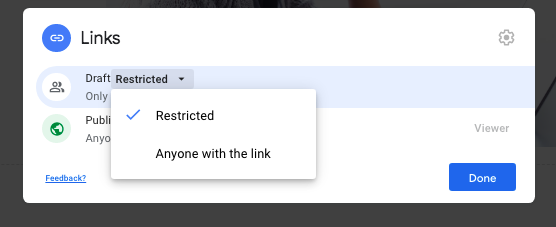 Links
Draft Restricted
Only
Restricted
Publi
Anyo
Viewer
Anyone with the link
Feedback?
Done